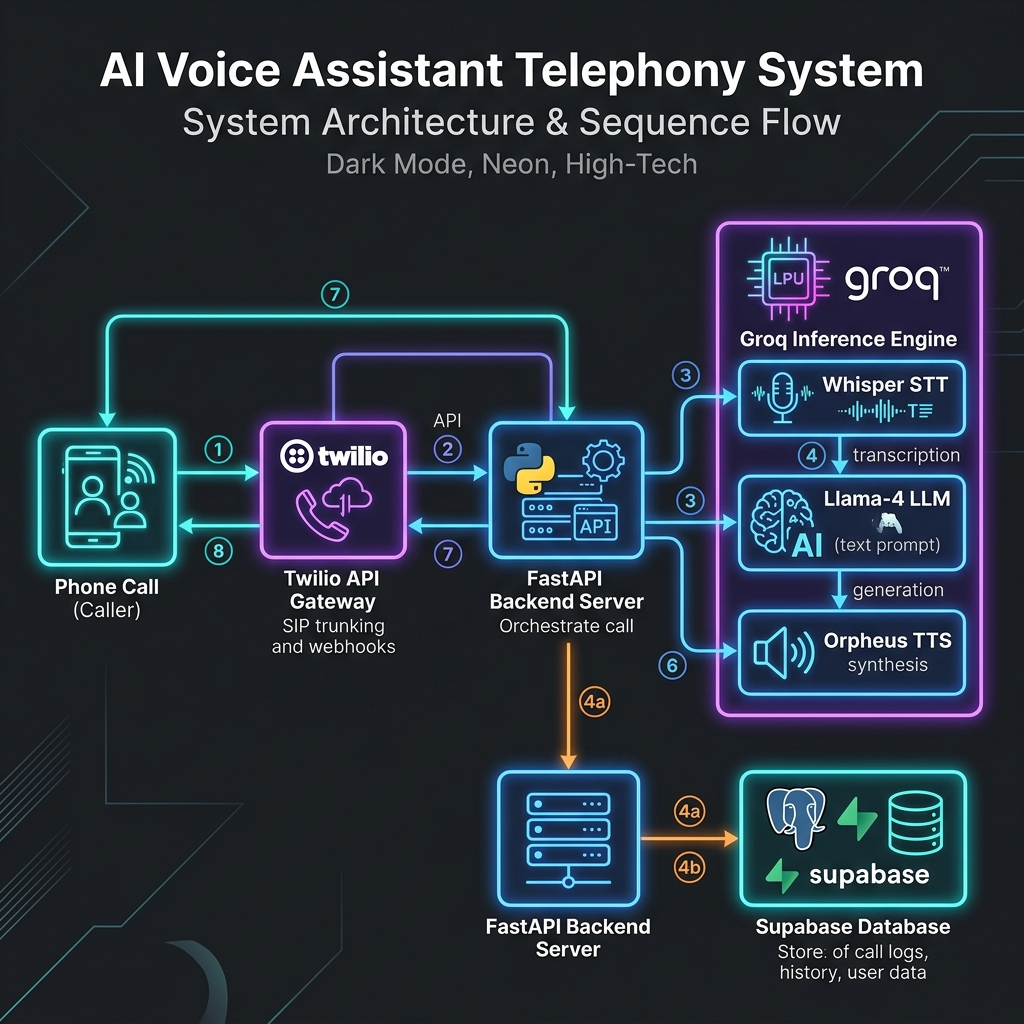 AI Voice Assistant Telephony System
System Architecture & Sequence Flow
Dark Mode, Neon, High-Tech
LPU
groq™
Groq Inference Engine
7
3
Whisper STT
T
4
transcription
API
1
twilio
2
API
3
Llama-4 LLM
AI
(text prompt)
8
7
generation
Phone Call
(Caller)
Twilio API
Gateway
SIP trunking
and webhooks
FastAPI
Backend Server
Orchestrate call
6
Orpheus TTS
synthesis
4a
4a
4b
supabase
FastAPI Backend
Server
Supabase Database
Store: of call logs,
history, user data